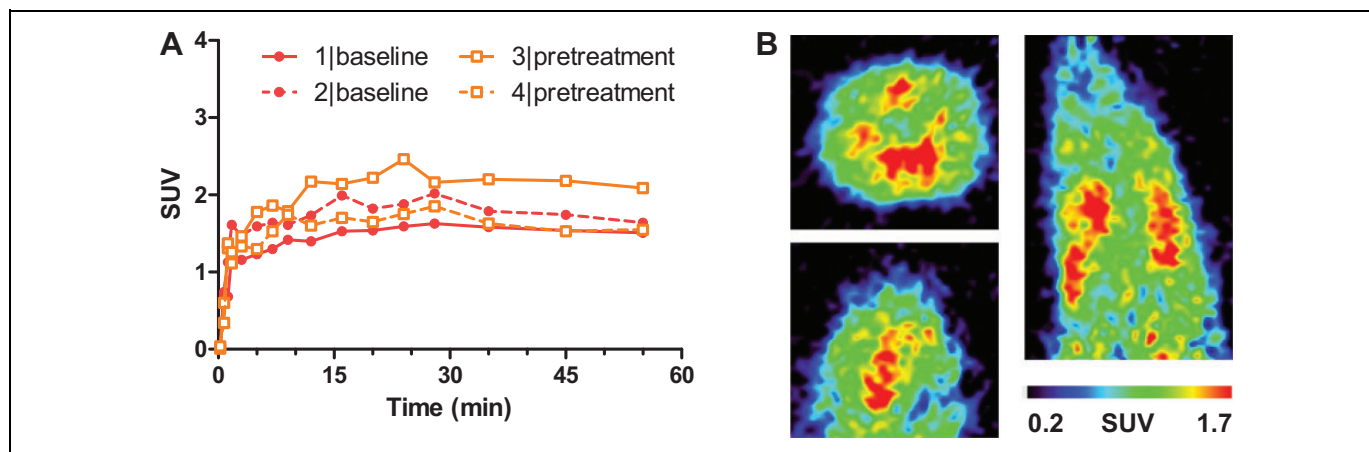 A
4
3
2
1
0
SUV
1|baseline
2|baseline
3|pretreatment
4|pretreatment
0
15
30
45
60
Time (min)
B
0.2 SUV 1.7